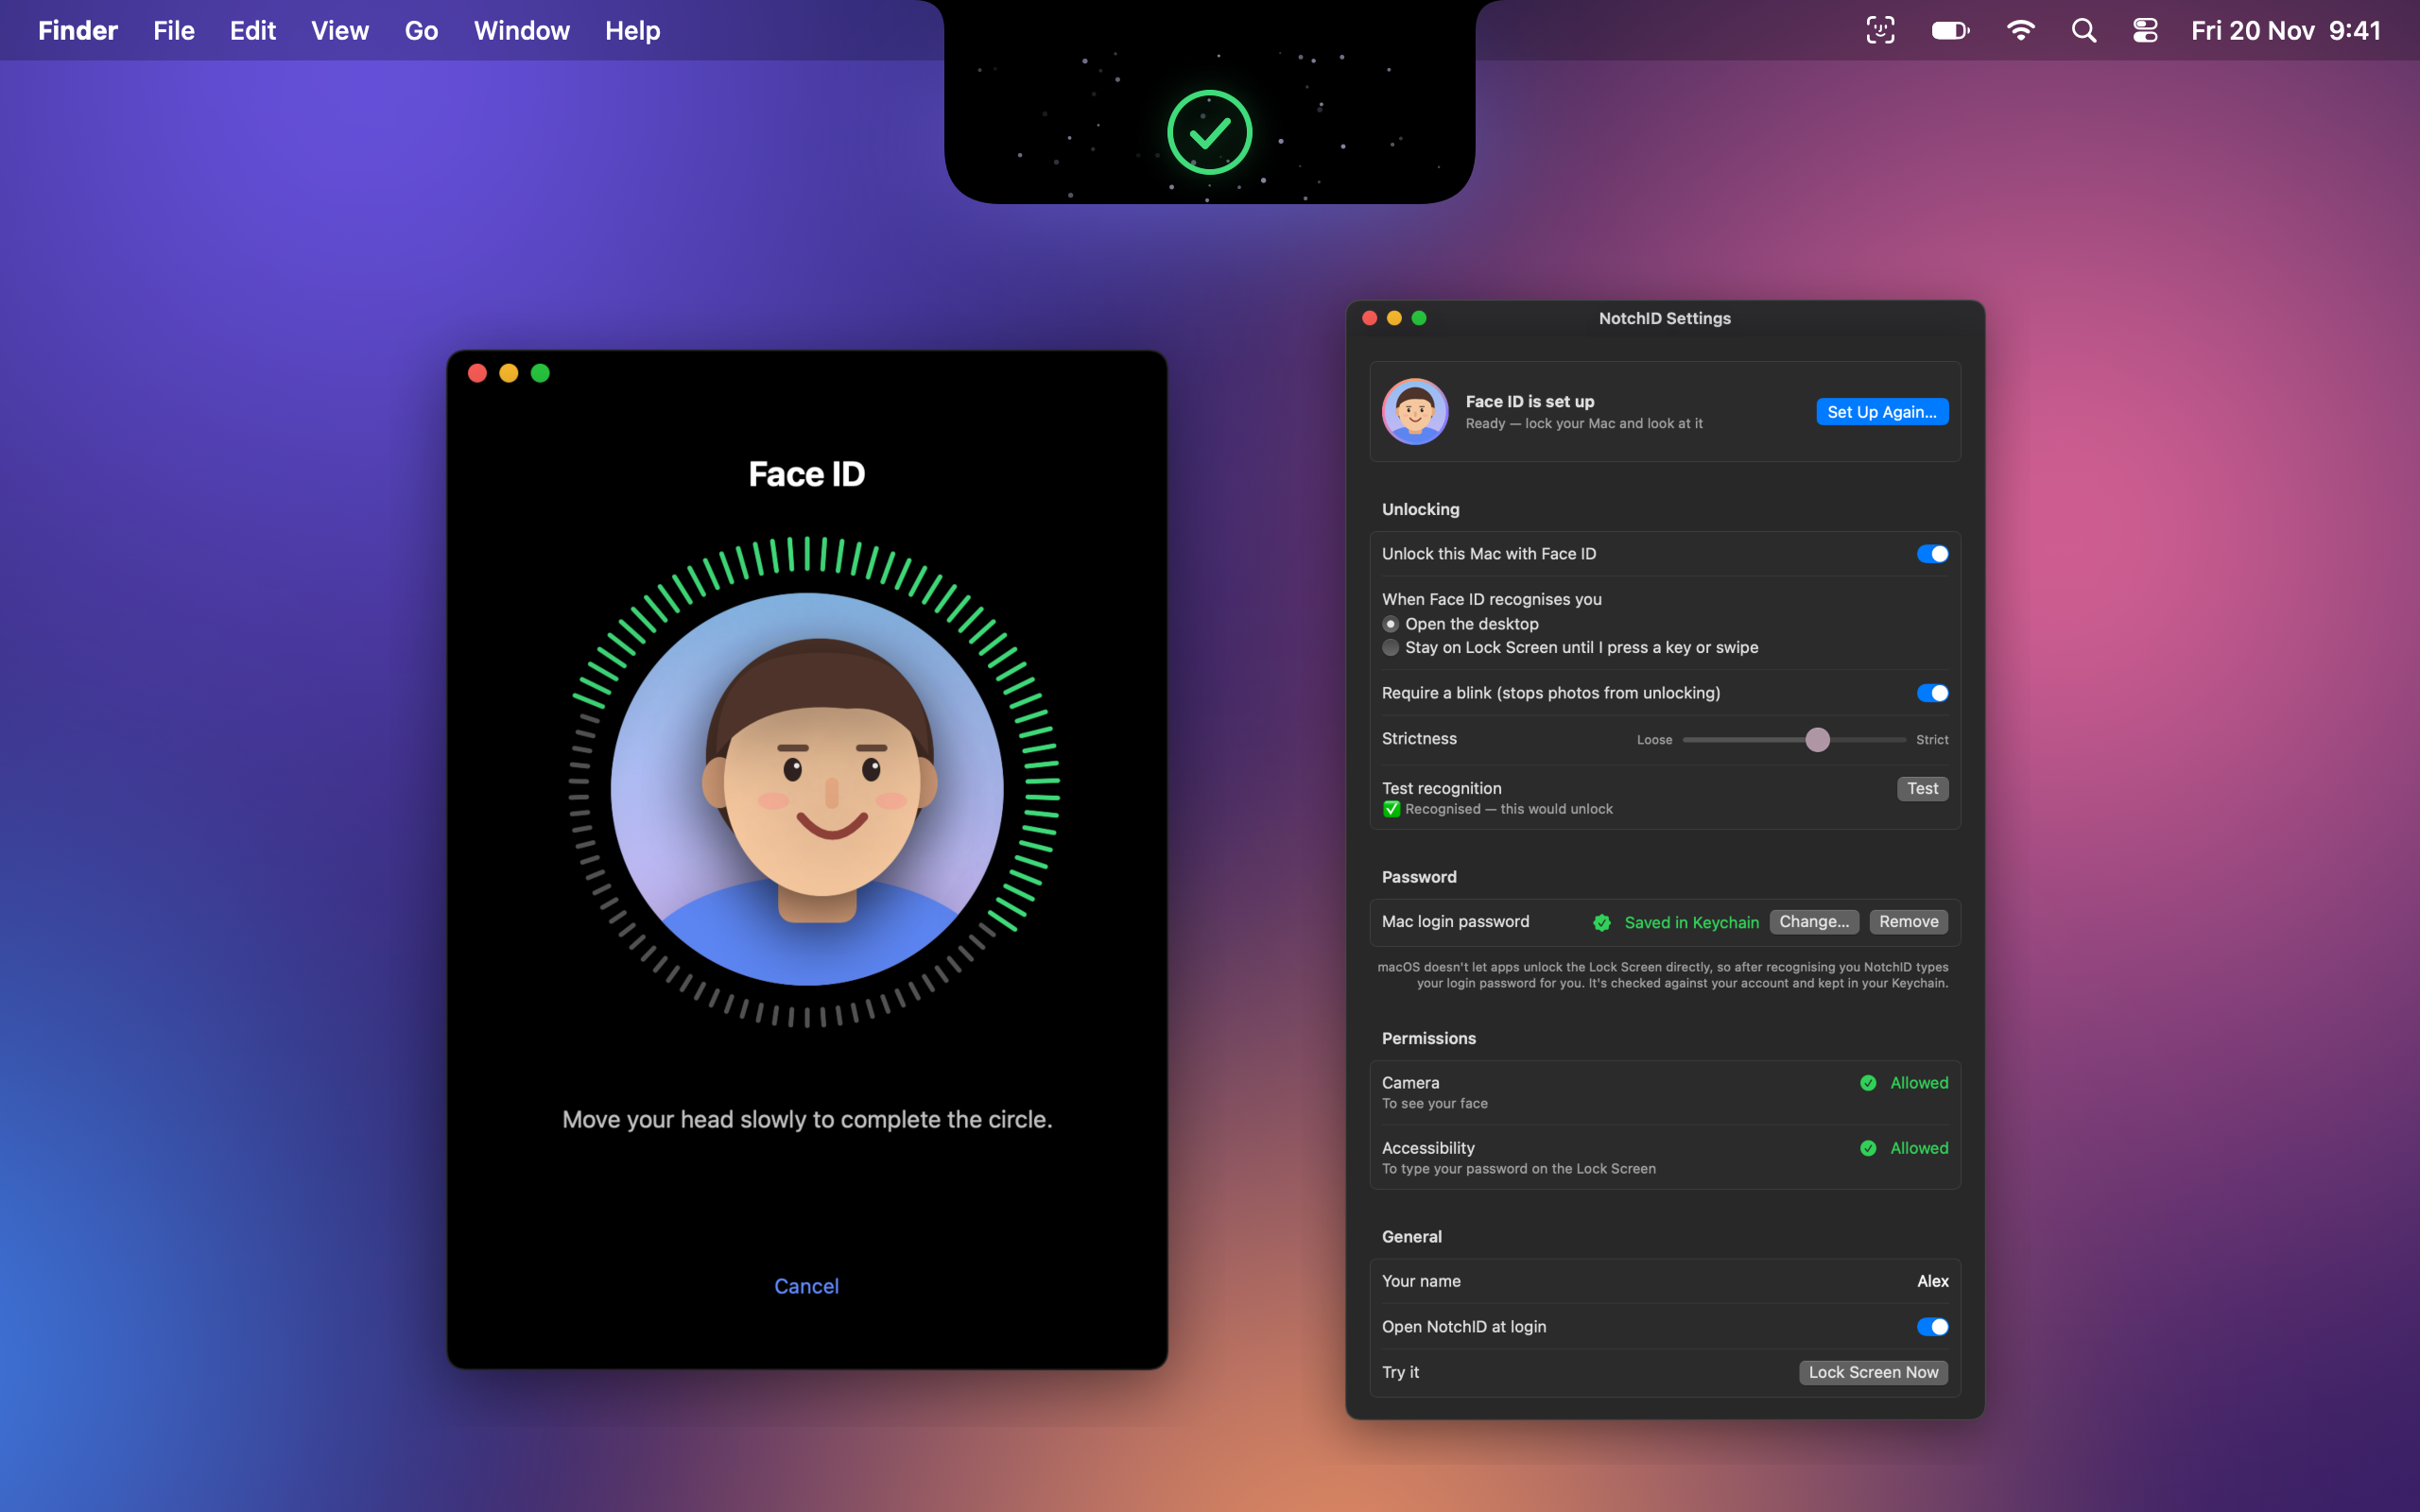 Finder File Edit View Go Window Help
Fri 20 Nov 9:41
Face ID
Move your head slowly to complete the circle.
Cancel
NotchID Settings
Face ID is set up
Ready — lock your Mac and look at it
Set Up Again...
Unlocking
Unlock this Mac with Face ID
When Face ID recognises you
Open the desktop
Stay on Lock Screen until I press a key or swipe
Require a blink (stops photos from unlocking)
Strictness Loose Strict
Test recognition Test
Recognised — this would unlock
Password
Mac login password Saved in Keychain Change... Remove
macOS doesn't let apps unlock the Lock Screen directly, so after recognising you NotchID types
your login password for you. It's checked against your account and kept in your Keychain.
Permissions
Camera Allowed
To see your face
Accessibility Allowed
To type your password on the Lock Screen
General
Your name Alex
Open NotchID at login
Try it Lock Screen Now